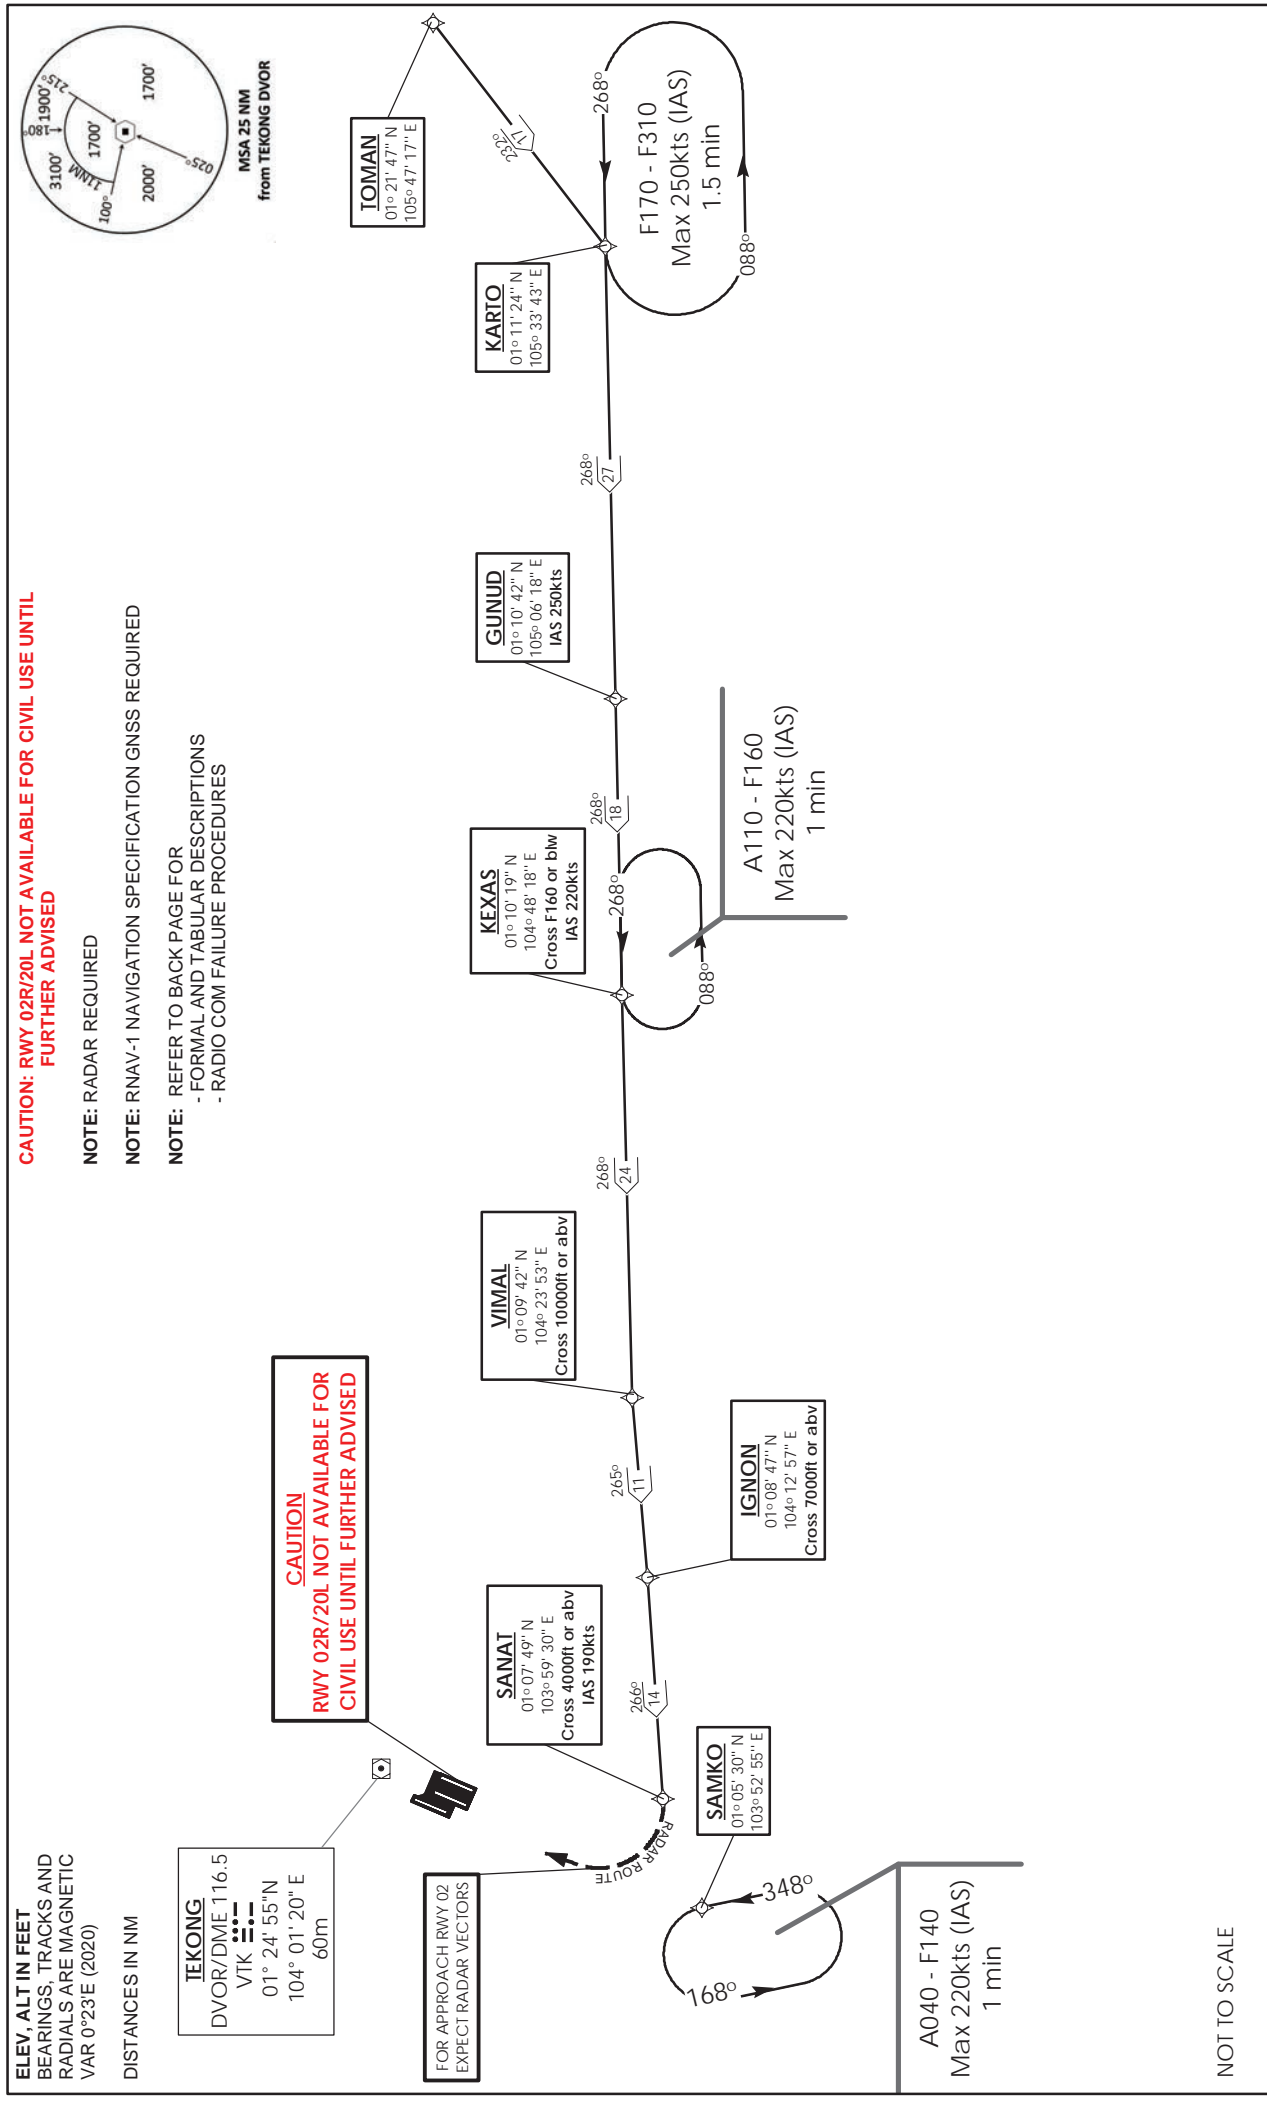 ELEV, ALT IN FEET
BEARINGS, TRACKS AND
RADIALS ARE MAGNETIC
VAR 0°23'E (2020)
DISTANCES IN NM
CAUTION: RWY 02R/20L NOT AVAILABLE FOR CIVIL USE UNTIL
FURTHER ADVISED
NOTE: RADAR REQUIRED
NOTE: RNAV-1 NAVIGATION SPECIFICATION GNSS REQUIRED
NOTE: REFER TO BACK PAGE FOR
- FORMAL AND TABULAR DESCRIPTIONS
- RADIO COM FAILURE PROCEDURES
180°
215°
3100'
1900'
1700'
11NM
100°
2000'
025°
1700'
MSA 25 NM
from TEKONG DVOR
TEKONG
DVOR/DME 116.5
VTK
01° 24' 55"N
104° 01' 20" E
60m
CAUTION
RWY 02R/20L NOT AVAILABLE FOR
CIVIL USE UNTIL FURTHER ADVISED
FOR APPROACH RWY 02
EXPECT RADAR VECTORS
RADAR ROUTE
SANAT
01° 07' 49" N
103° 59' 30" E
Cross 4000ft or abv
IAS 190kts
266°
14
265°
11
VIMAL
01° 09' 42" N
104° 23' 53" E
Cross 10000ft or abv
268°
24
KEXAS
01° 10' 19" N
104° 48' 18" E
Cross F160 or blw
IAS 220kts
268°
18
GUNUD
01° 10' 42" N
105° 06' 18" E
IAS 250kts
268°
27
KARTO
01° 11' 24" N
105° 33' 43" E
TOMAN
01° 21' 47" N
105° 47' 17" E
232°
17
268°
F170 - F310
Max 250kts (IAS)
1.5 min
088°
268°
088°
A110 - F160
Max 220kts (IAS)
1 min
IGNON
01° 08' 47" N
104° 12' 57" E
Cross 7000ft or abv
SAMKO
01° 05' 30" N
103° 52' 55" E
348°
168°
A040 - F140
Max 220kts (IAS)
1 min
NOT TO SCALE